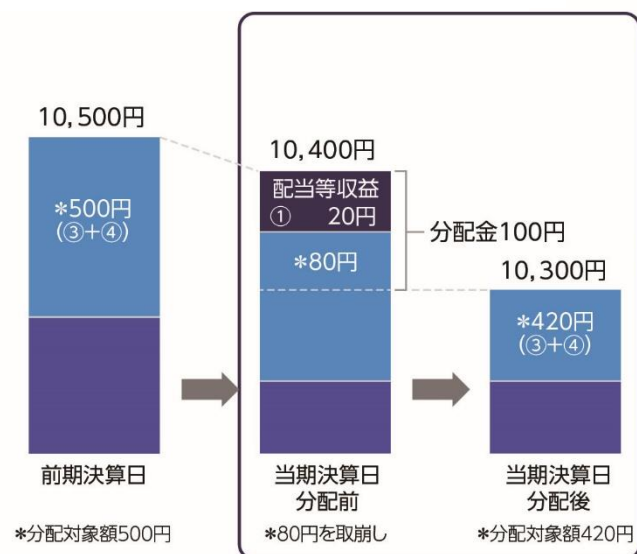 10,500円
*500円
(③+④)
前期決算日
*分配対象額500円
10,400円
配当等収益
① 20円
*80円
分配金100円
当期決算日
分配前
*80円を取崩し
10,300円
*420円
(③+④)
当期決算日
分配後
*分配対象額420円